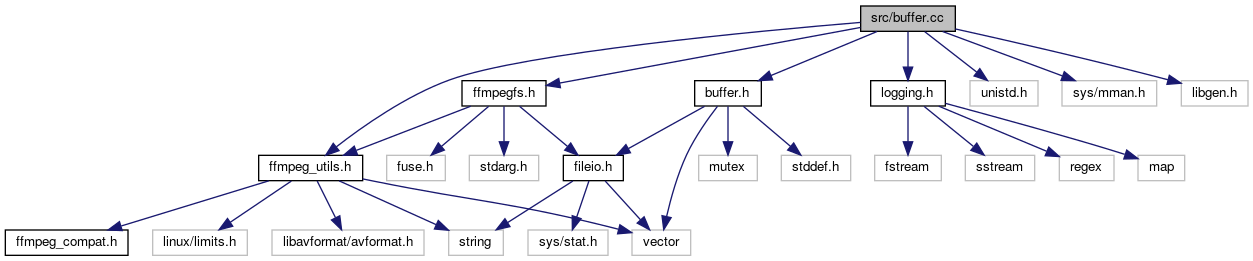 src/buffer.cc
ffmpegfs.h
buffer.h
logging.h
unistd.h
sys/mman.h
libgen.h
ffmpeg_utils.h
fuse.h
stdarg.h
fileio.h
mutex
stddef.h
fstream
sstream
regex
map
ffmpeg_compat.h
linux/limits.h
libavformat/avformat.h
string
sys/stat.h
vector